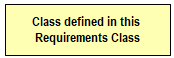 Class defined in this
Requirements Class